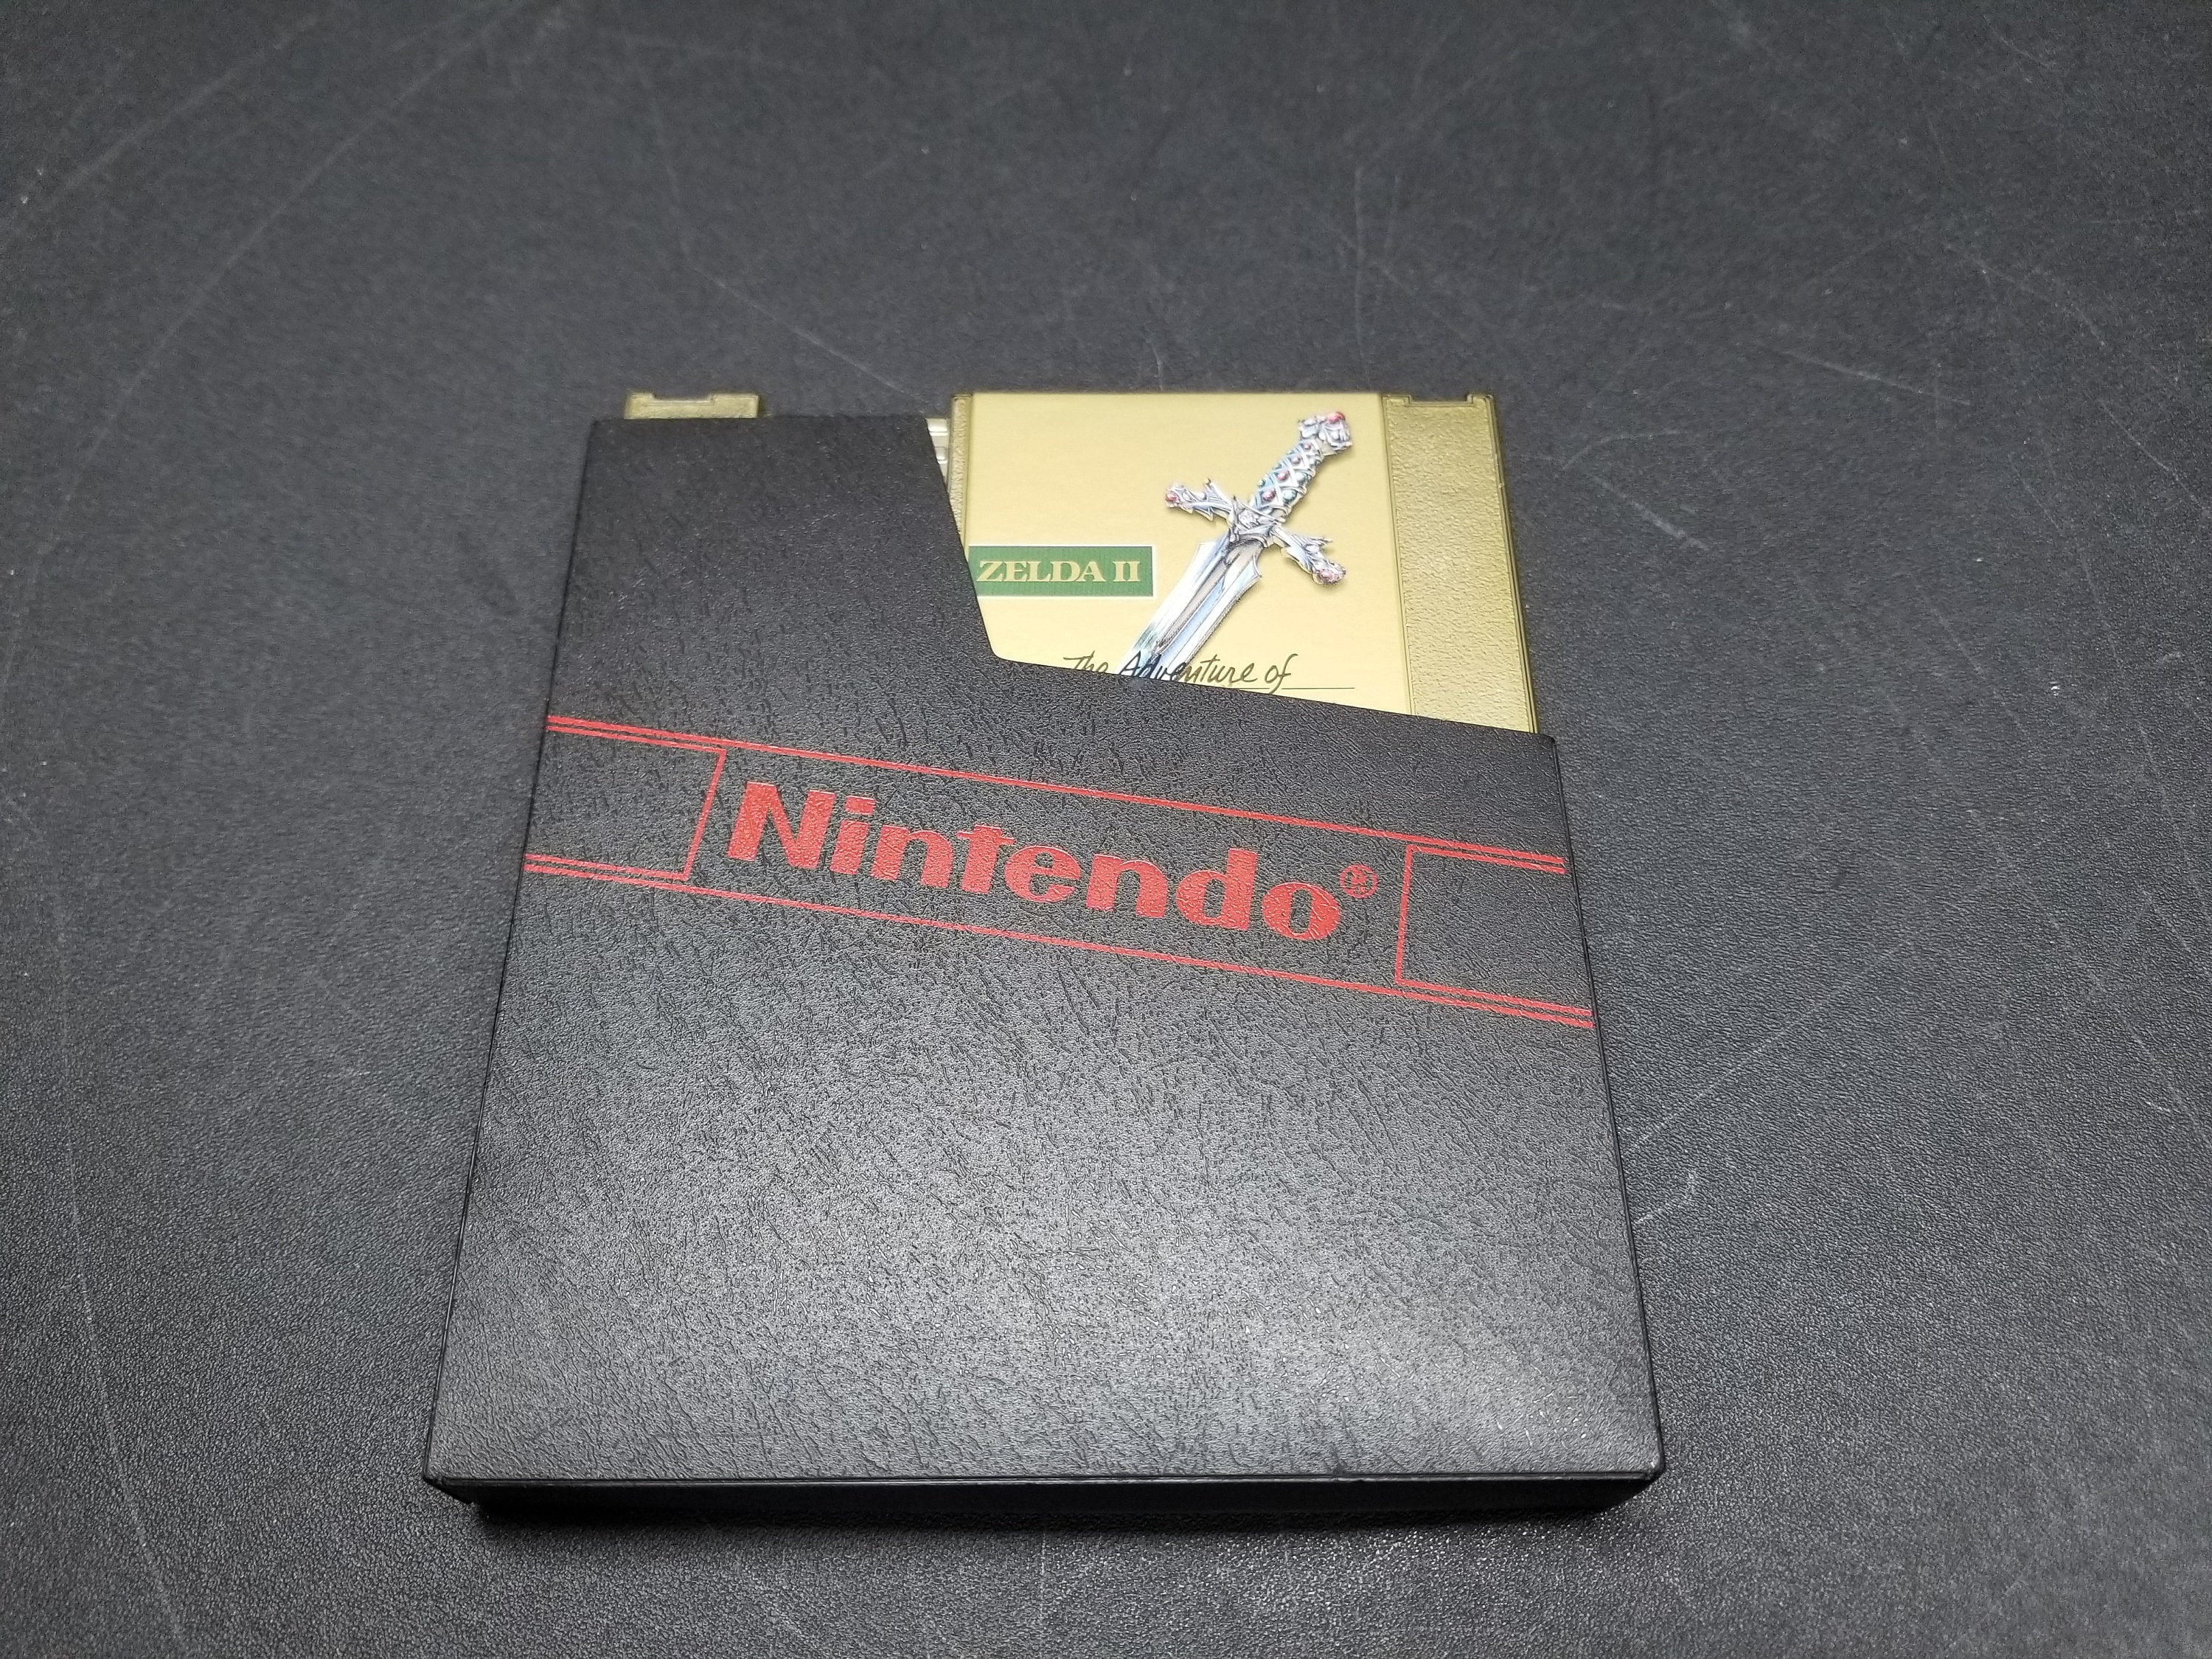 ZELDA II
The Adventure of
Nintendo®